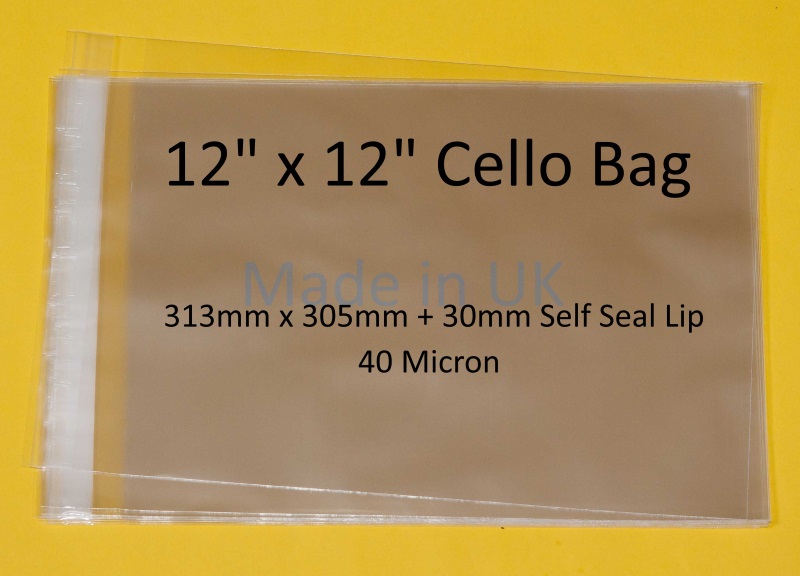 12" x 12" Cello Bag
Made in UK
313mm x 305mm + 30mm Self Seal Lip
40 Micron